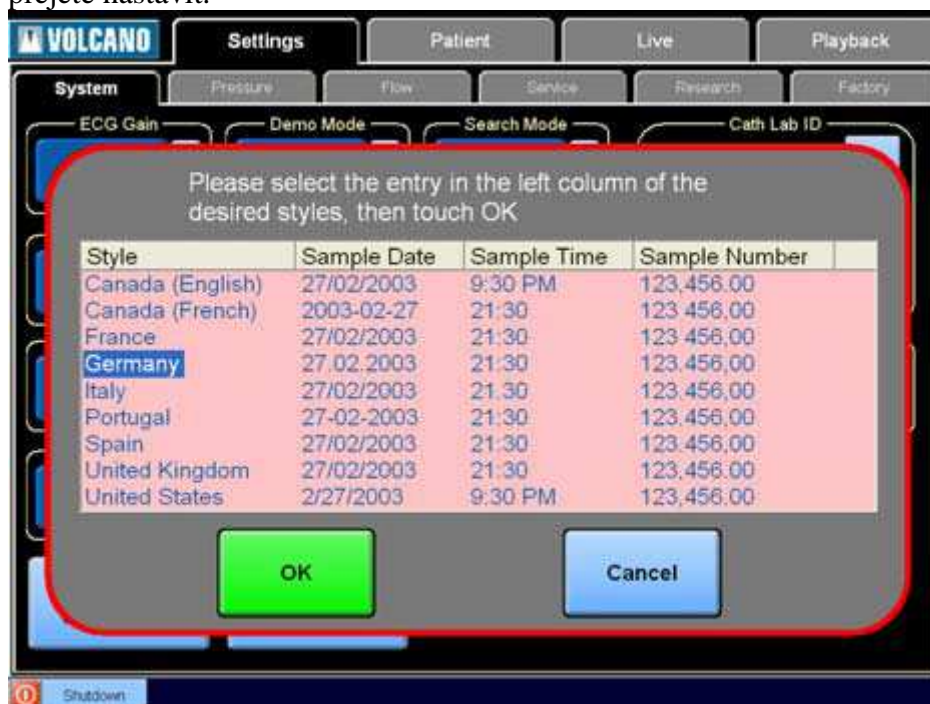 přejete nastavit.
VOLCANO Settings Patient Live Playback
System Pressure Flow Service Research Factory
ECG Gain Demo Mode Search Mode Cath Lab ID
Please select the entry in the left column of the
desired styles, then touch OK
Style Sample Date Sample Time Sample Number
Canada (English) 27/02/2003 9:30 PM 123,456.00
Canada (French) 2003-02-27 21:30 123 456,00
France 27/02/2003 21:30 123 456,00
Germany 27.02.2003 21:30 123.456,00
Italy 27/02/2003 21.30 123.456,00
Portugal 27-02-2003 21:30 123.456,00
Spain 27/02/2003 21:30 123.456,00
United Kingdom 27/02/2003 21:30 123,456.00
United States 2/27/2003 9:30 PM 123,456.00
OK Cancel
Shutdown